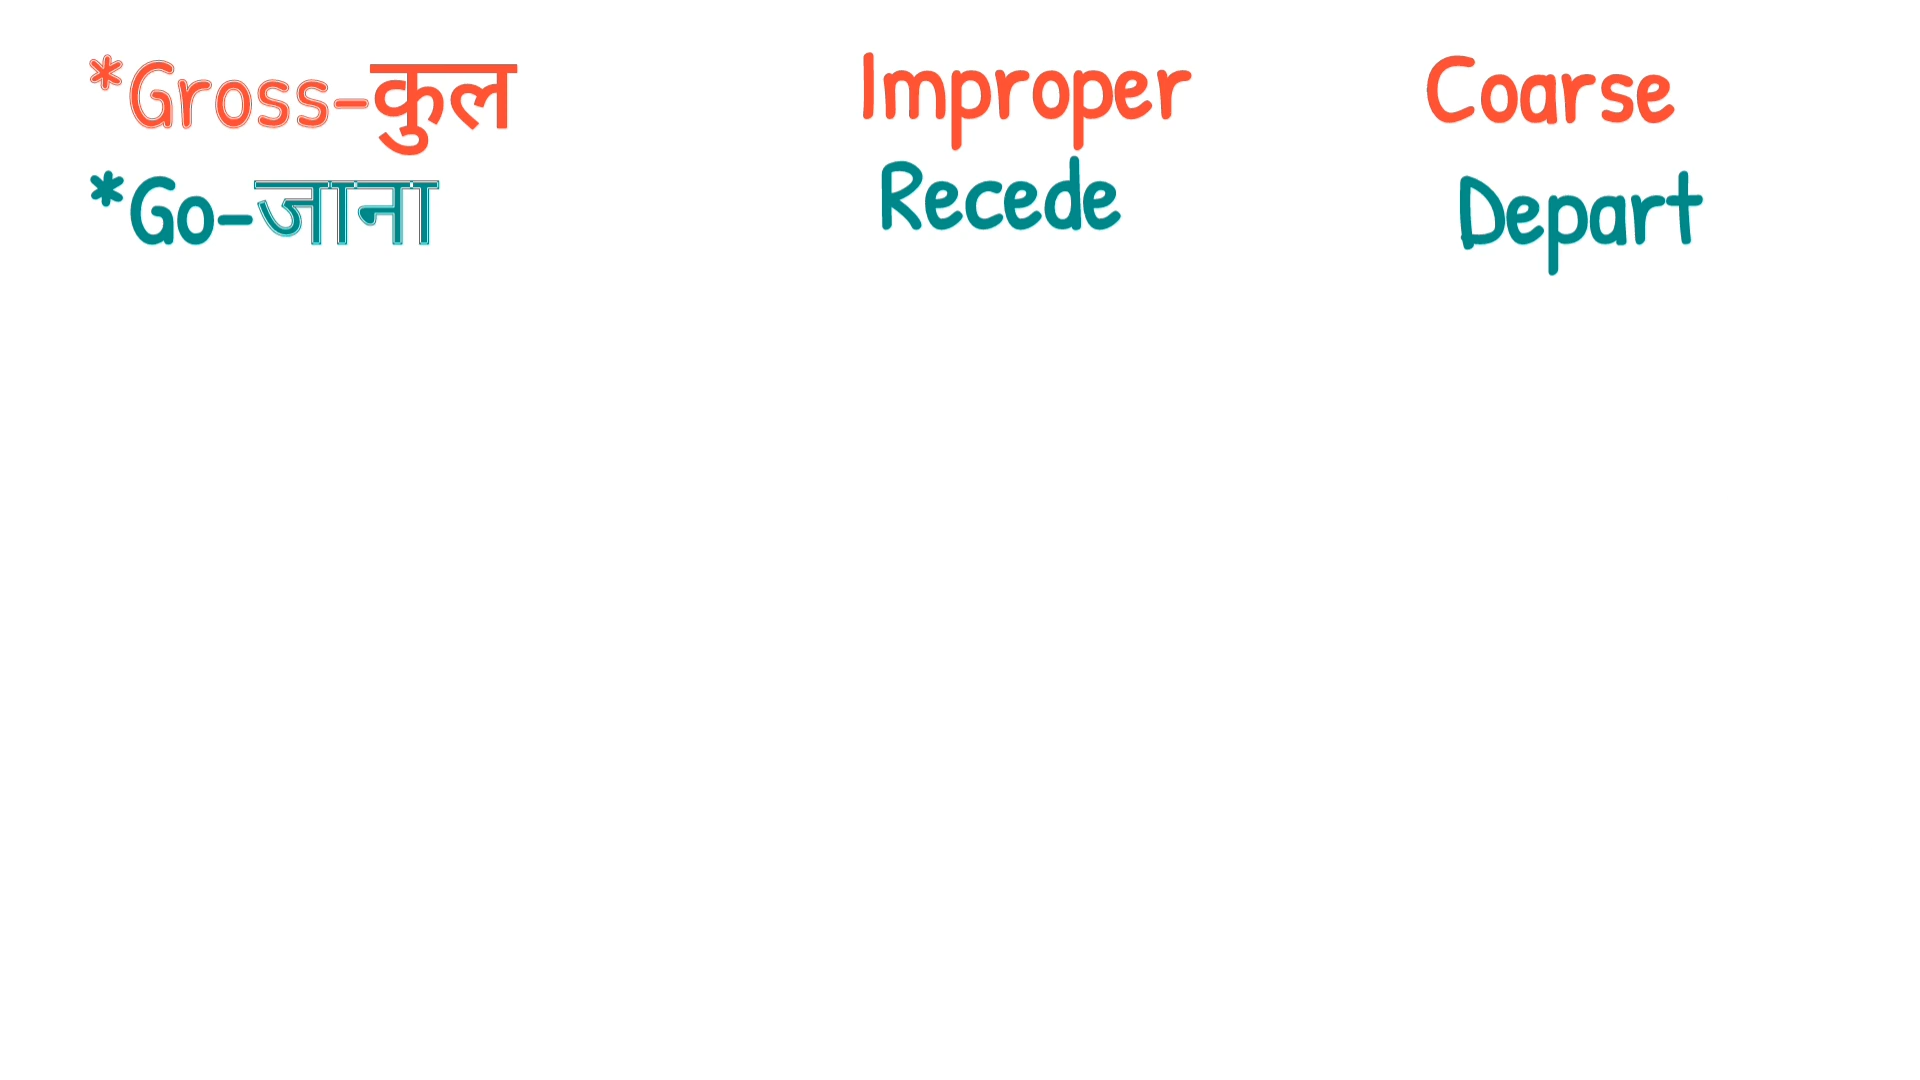 *Gross-कुल Improper Coarse
*Go-जाना Recede Depart